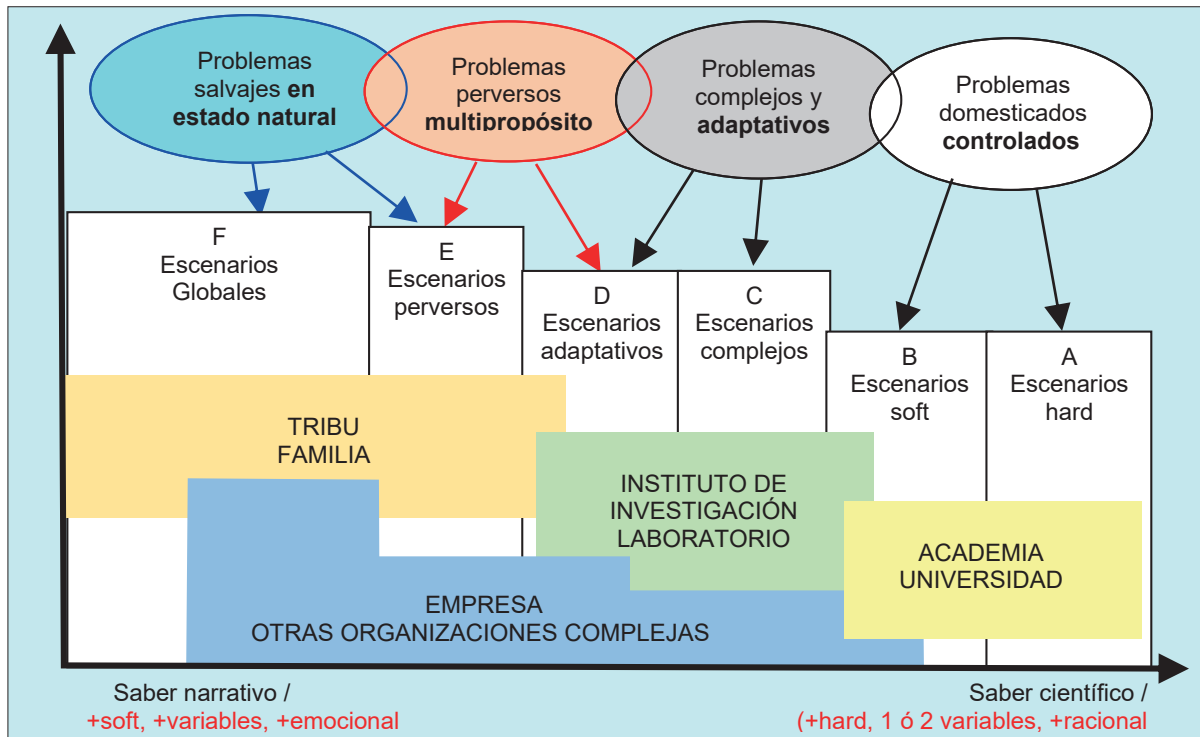 Problemas
salvajes en
estado natural
Problemas
perversos
multipropósito
Problemas
complejos y
adaptativos
Problemas
domesticados
controlados
F
Escenarios
Globales
E
Escenarios
perversos
D
Escenarios
adaptativos
C
Escenarios
complejos
B
Escenarios
soft
A
Escenarios
hard
TRIBU
FAMILIA
INSTITUTO DE
INVESTIGACIÓN
LABORATORIO
ACADEMIA
UNIVERSIDAD
EMPRESA
OTRAS ORGANIZACIONES COMPLEJAS
Saber narrativo /
+soft, +variables, +emocional
Saber científico /
(+hard, 1 ó 2 variables, +racional